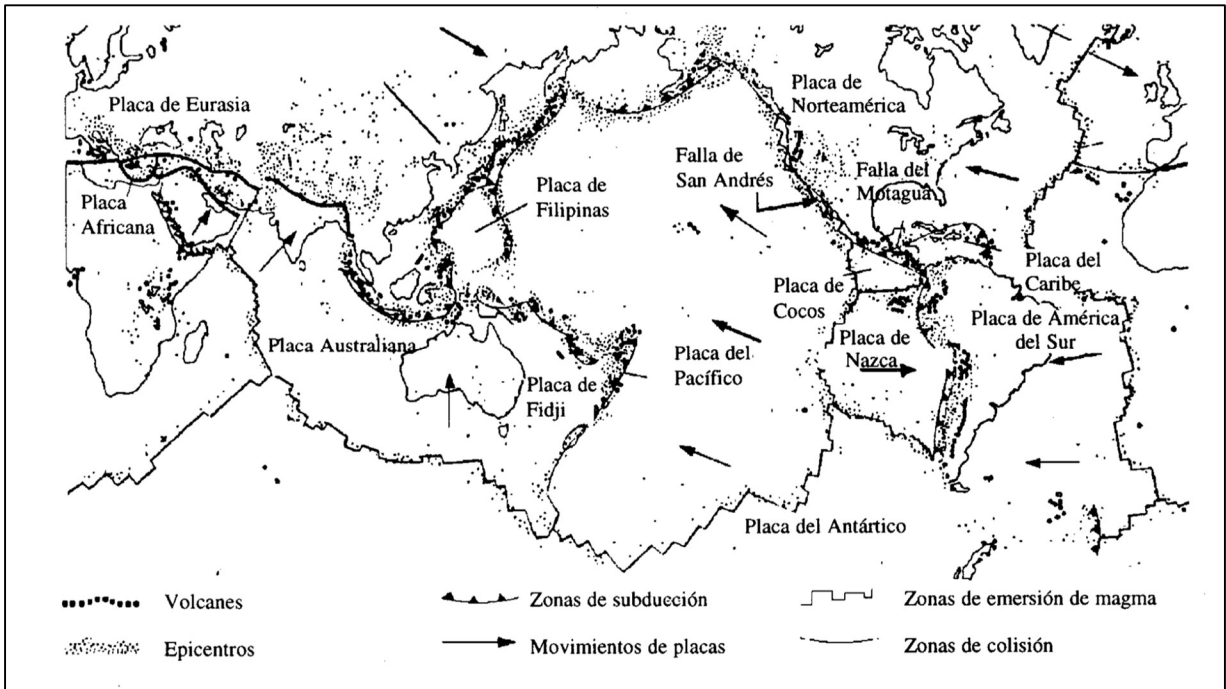 Placa de Eurasia
Placa
Africana
Placa Australiana
Placa de
Filipinas
Placa de
Fidji
Placa del
Pacífico
Falla de
San Andrés
Placa de
Norteamérica
Falla del
Motagua
Placa de
Cocos
Placa de
Nazca
Placa del
Caribe
Placa de América
del Sur
Placa del Antártico
Volcanes
Epicentros
Zonas de subducción
Movimientos de placas
Zonas de emersión de magma
Zonas de colisión